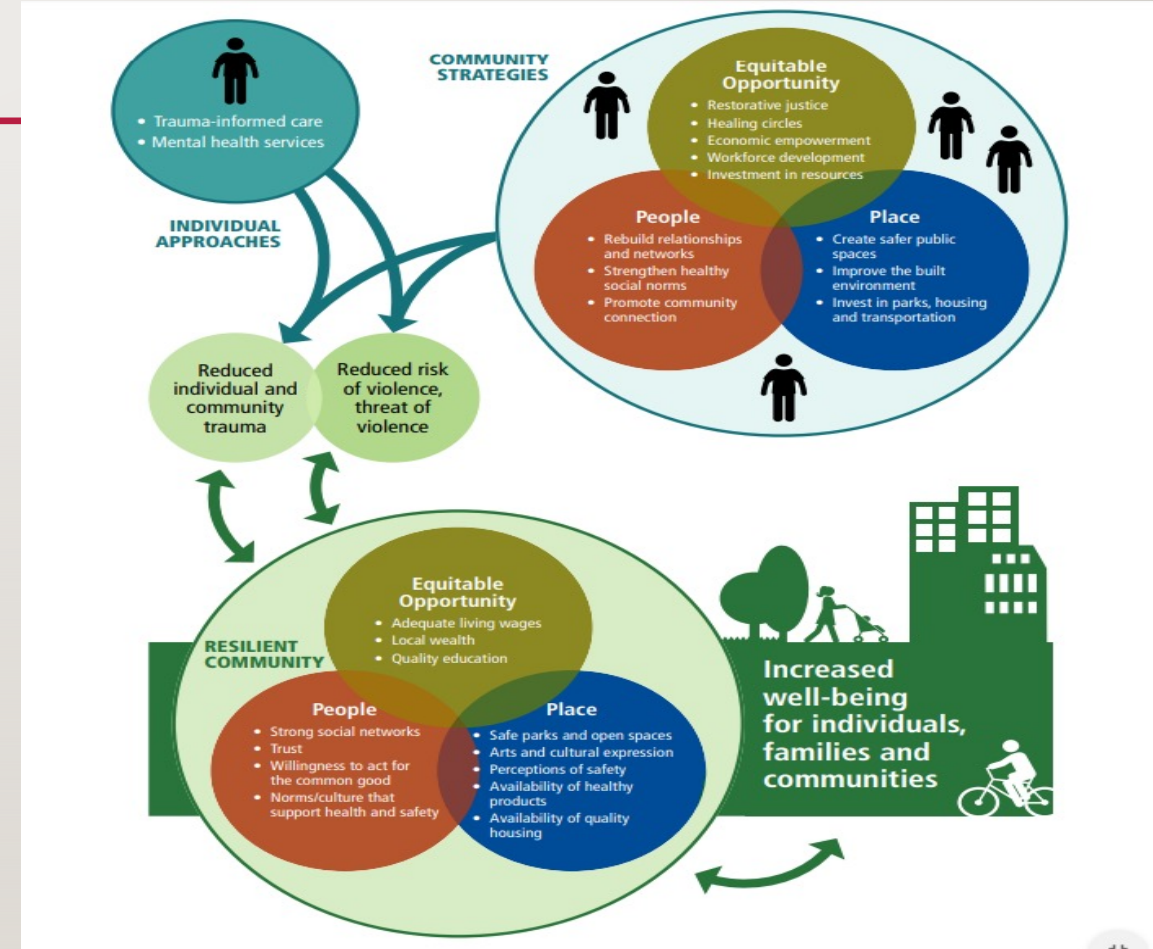 • Trauma-informed care
• Mental health services
INDIVIDUAL
APPROACHES
COMMUNITY
STRATEGIES
Equitable
Opportunity
• Restorative justice
• Healing circles
• Economic empowerment
• Workforce development
• Investment in resources
People
• Rebuild relationships
and networks
• Strengthen healthy
social norms
• Promote community
connection
Place
• Create safer public
spaces
• Improve the built
environment
• Invest in parks, housing
and transportation
Reduced
individual and
community
trauma
Reduced risk
of violence,
threat of
violence
RESILIENT
COMMUNITY
Equitable
Opportunity
• Adequate living wages
• Local wealth
• Quality education
People
• Strong social networks
• Trust
• Willingness to act for
the common good
• Norms/culture that
support health and safety
Place
• Safe parks and open spaces
• Arts and cultural expression
• Perceptions of safety
• Availability of healthy
products
• Availability of quality
housing
Increased
well-being
for individuals,
families and
communities